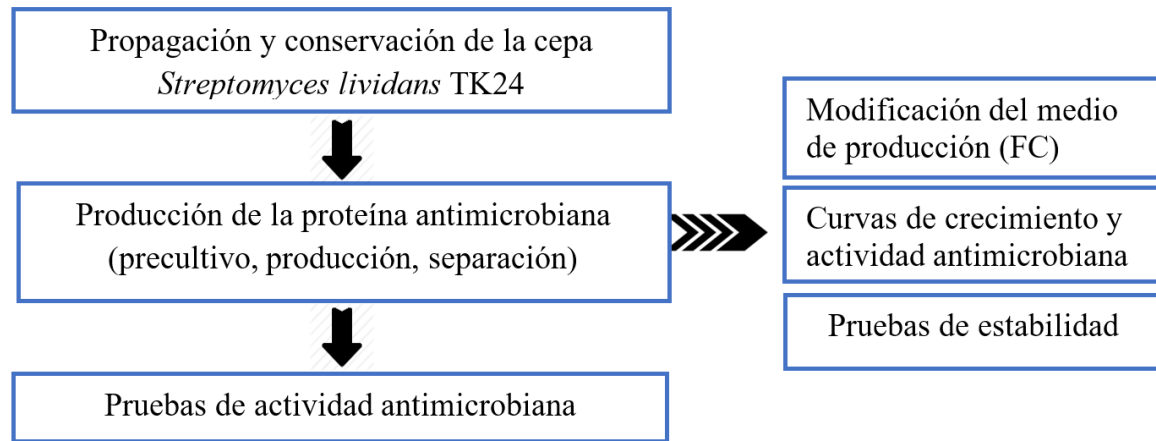 Propagación y conservación de la cepa
Streptomyces lividans TK24
Producción de la proteína antimicrobiana
(precultivo, producción, separación)
Pruebas de actividad antimicrobiana
Modificación del medio
de producción (FC)
Curvas de crecimiento y
actividad antimicrobiana
Pruebas de estabilidad